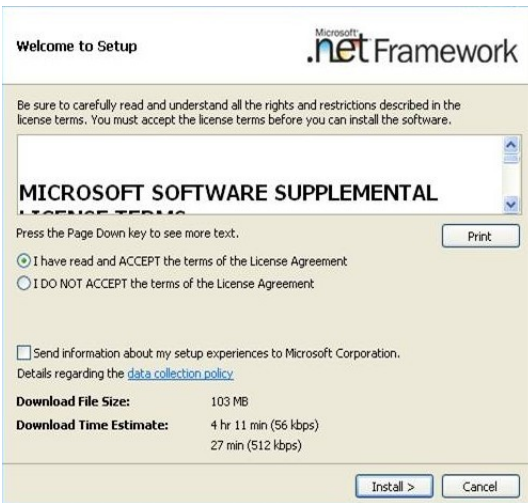 Welcome to Setup
Microsoft
.net Framework
Be sure to carefully read and understand all the rights and restrictions described in the
license terms. You must accept the license terms before you can install the software.
MICROSOFT SOFTWARE SUPPLEMENTAL
LICENSE TERMS
Press the Page Down key to see more text.
Print
I have read and ACCEPT the terms of the License Agreement
I DO NOT ACCEPT the terms of the License Agreement
Send information about my setup experiences to Microsoft Corporation.
Details regarding the data collection policy
Download File Size: 103 MB
Download Time Estimate: 4 hr 11 min (56 kbps)
27 min (512 kbps)
Install > Cancel